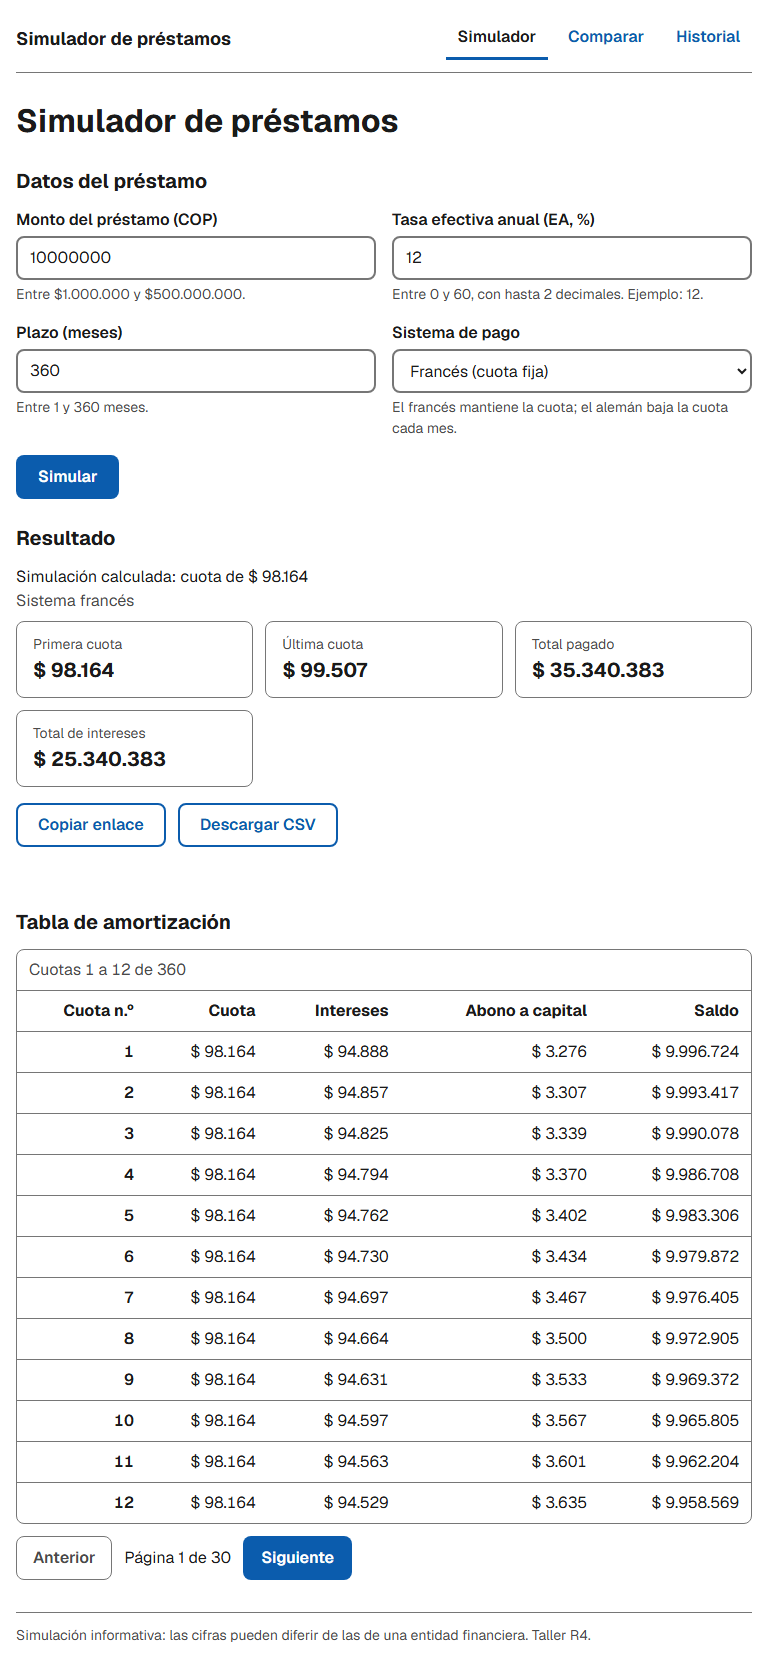 Simulador de préstamos
Simulador Comparar Historial
Simulador de préstamos
Datos del préstamo
Monto del préstamo (COP)
10000000
Entre $1.000.000 y $500.000.000.
Tasa efectiva anual (EA, %)
12
Entre 0 y 60, con hasta 2 decimales. Ejemplo: 12.
Plazo (meses)
360
Entre 1 y 360 meses.
Sistema de pago
Francés (cuota fija)
El francés mantiene la cuota; el alemán baja la cuota
cada mes.
Simular
Resultado
Simulación calculada: cuota de $ 98.164
Sistema francés
Primera cuota
$ 98.164
Última cuota
$ 99.507
Total pagado
$ 35.340.383
Total de intereses
$ 25.340.383
Copiar enlace
Descargar CSV
Tabla de amortización
Cuotas 1 a 12 de 360
Cuota n.º Cuota Intereses Abono a capital Saldo
1 $ 98.164 $ 94.888 $ 3.276 $ 9.996.724
2 $ 98.164 $ 94.857 $ 3.307 $ 9.993.417
3 $ 98.164 $ 94.825 $ 3.339 $ 9.990.078
4 $ 98.164 $ 94.794 $ 3.370 $ 9.986.708
5 $ 98.164 $ 94.762 $ 3.402 $ 9.983.306
6 $ 98.164 $ 94.730 $ 3.434 $ 9.979.872
7 $ 98.164 $ 94.697 $ 3.467 $ 9.976.405
8 $ 98.164 $ 94.664 $ 3.500 $ 9.972.905
9 $ 98.164 $ 94.631 $ 3.533 $ 9.969.372
10 $ 98.164 $ 94.597 $ 3.567 $ 9.965.805
11 $ 98.164 $ 94.563 $ 3.601 $ 9.962.204
12 $ 98.164 $ 94.529 $ 3.635 $ 9.958.569
Anterior Página 1 de 30 Siguiente
Simulación informativa: las cifras pueden diferir de las de una entidad financiera. Taller R4.